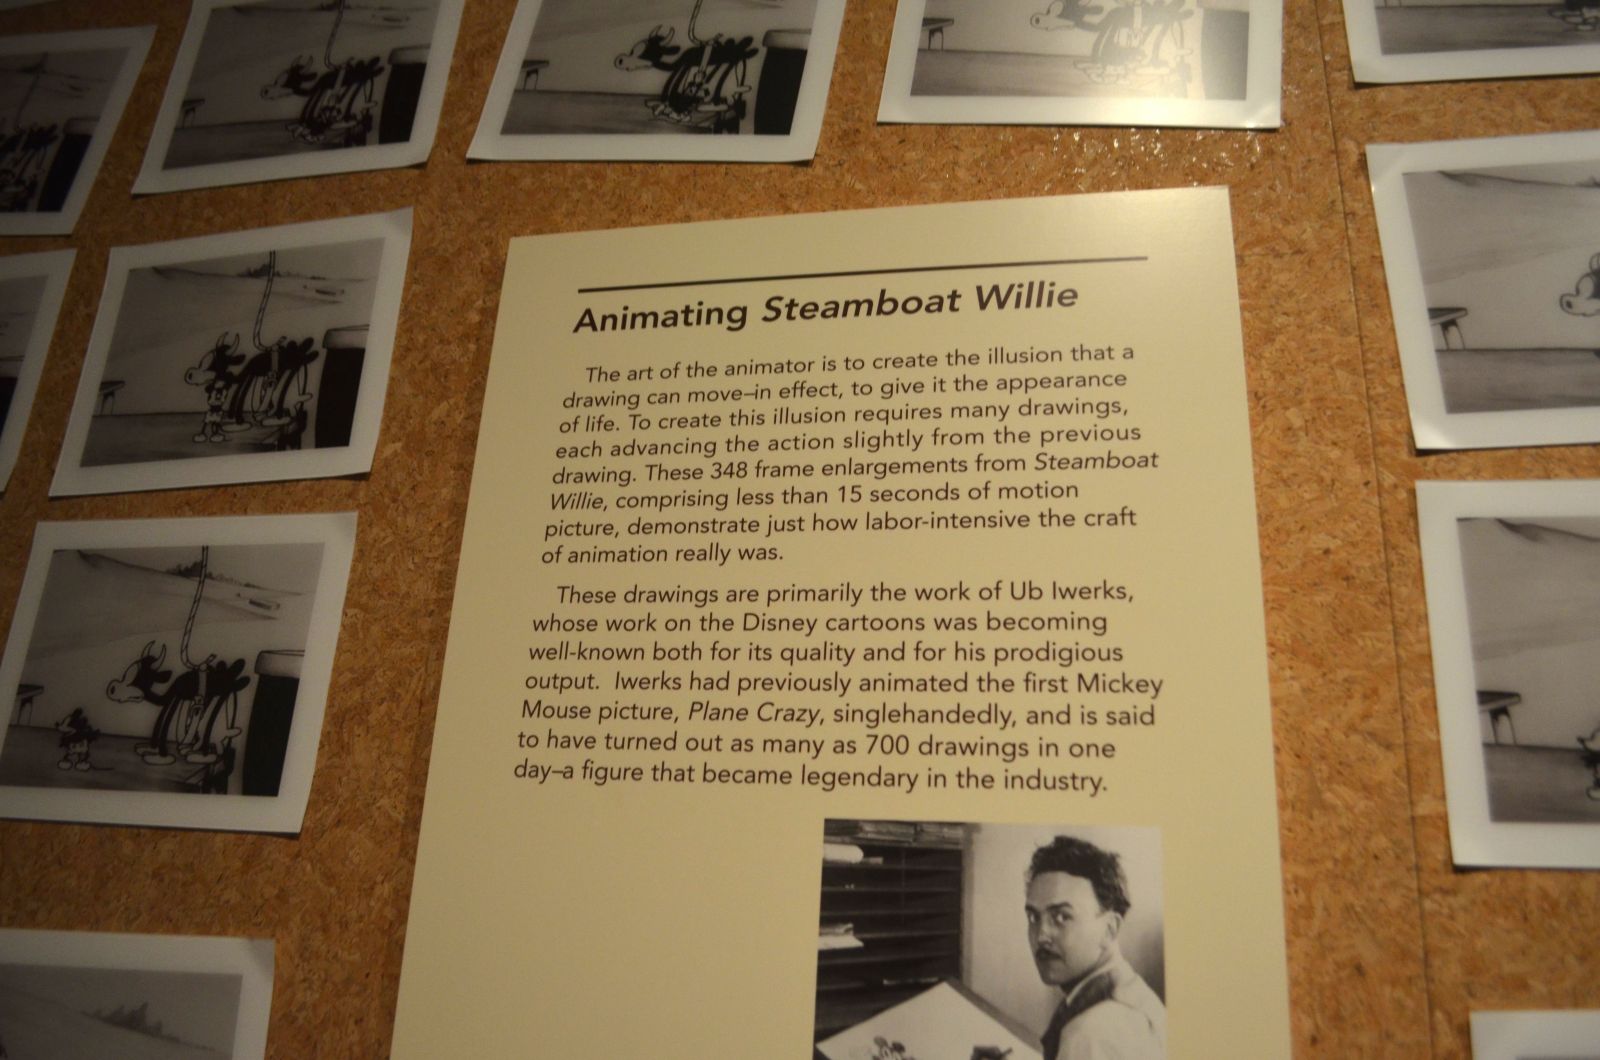 Animating Steamboat Willie
The art of the animator is to create the illusion that a
drawing can move–in effect, to give it the appearance
of life. To create this illusion requires many drawings,
each advancing the action slightly from the previous
drawing. These 348 frame enlargements from Steamboat
Willie, comprising less than 15 seconds of motion
picture, demonstrate just how labor-intensive the craft
of animation really was.
These drawings are primarily the work of Ub Iwerks,
whose work on the Disney cartoons was becoming
well-known both for its quality and for his prodigious
output. Iwerks had previously animated the first Mickey
Mouse picture, Plane Crazy, singlehandedly, and is said
to have turned out as many as 700 drawings in one
day–a figure that became legendary in the industry.